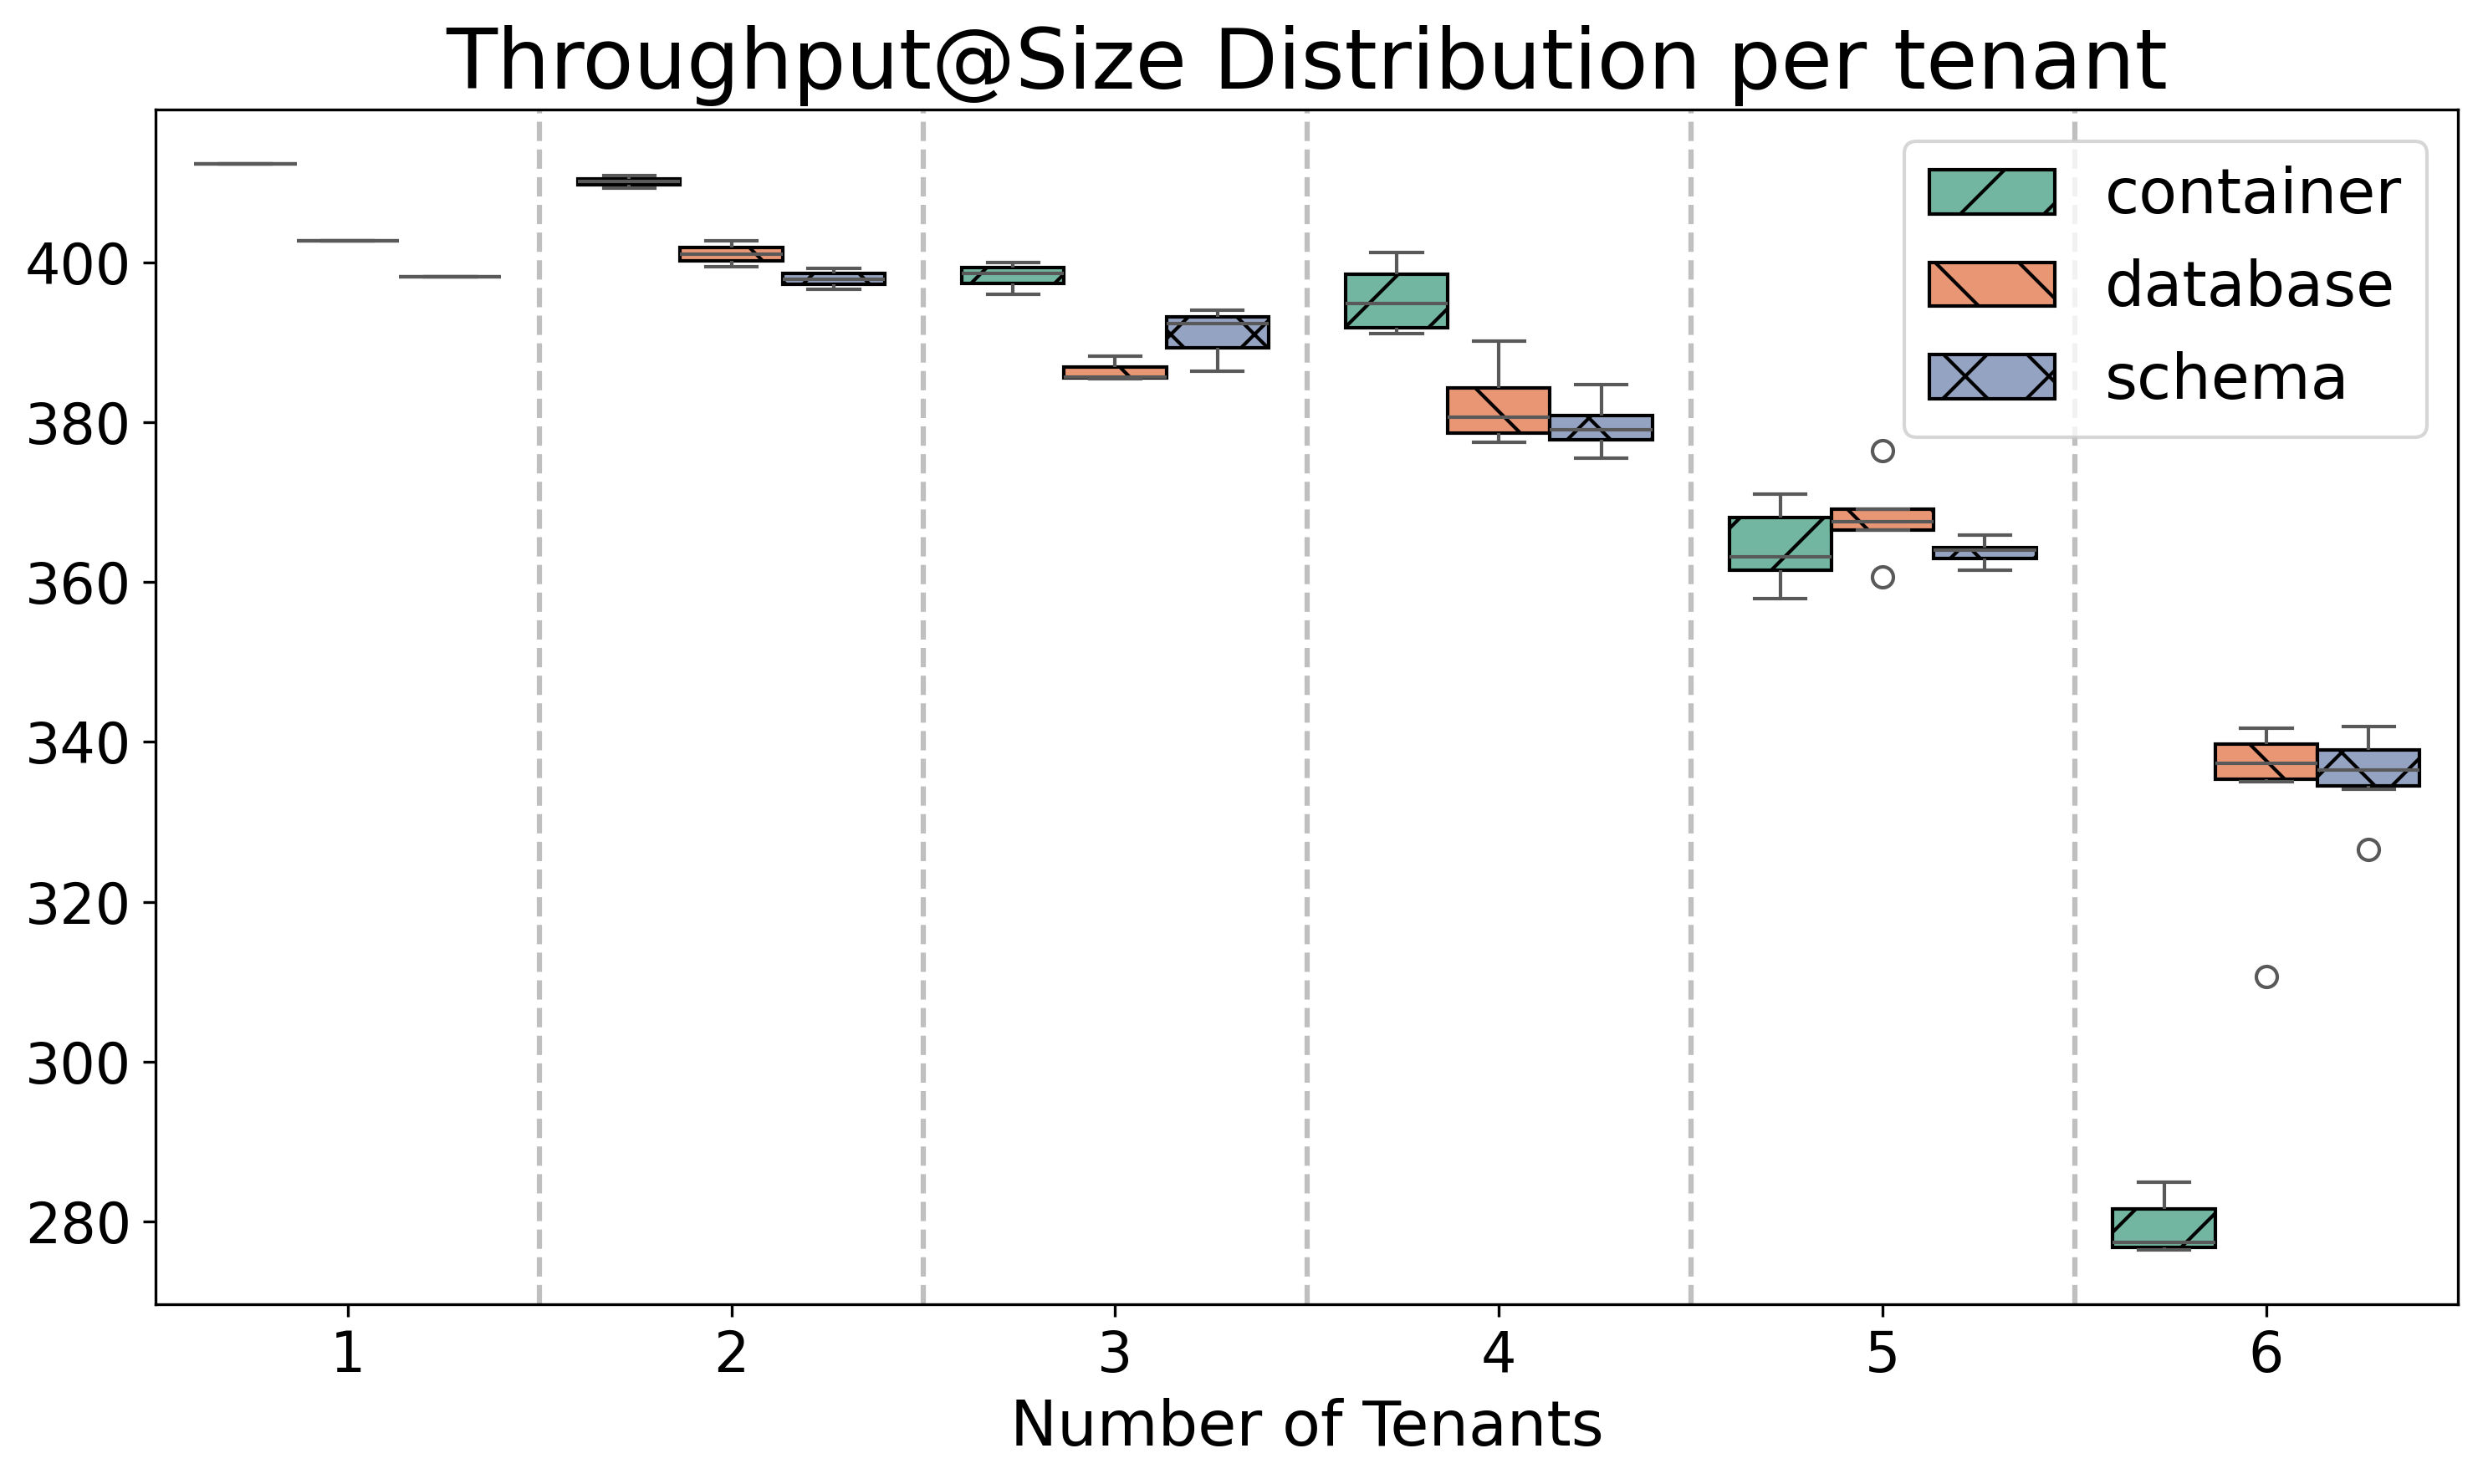 Throughput@Size Distribution per tenant
container
database
schema
400
380
360
340
320
300
280
1 2 3 4 5 6
Number of Tenants